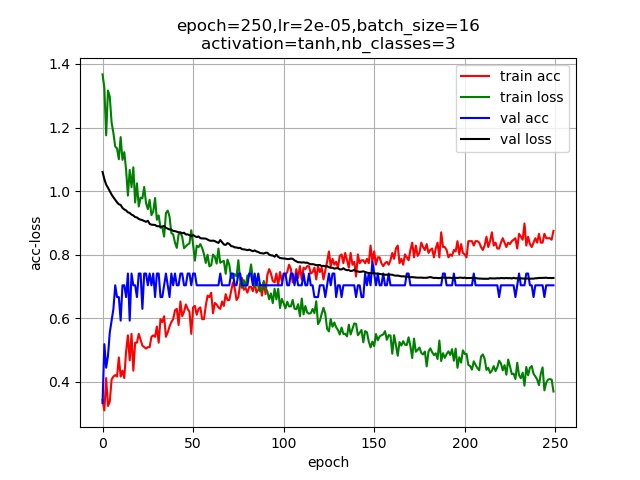 epoch=250,lr=2e-05,batch_size=16
activation=tanh,nb_classes=3
1.4
1.2
1.0
0.8
0.6
0.4
acc-loss
train acc
train loss
val acc
val loss
0
50
100
150
200
250
epoch